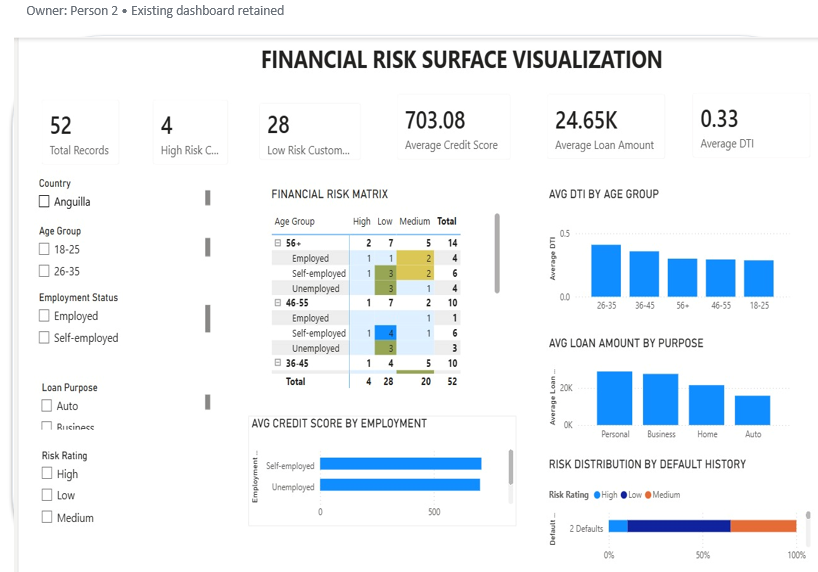 Owner: Person 2 • Existing dashboard retained
FINANCIAL RISK SURFACE VISUALIZATION
52
Total Records
4
High Risk C...
28
Low Risk Custom...
703.08
Average Credit Score
24.65K
Average Loan Amount
0.33
Average DTI
Country
Anguilla
Age Group
18-25
26-35
Employment Status
Employed
Self-employed
Loan Purpose
Auto
Business
Risk Rating
High
Low
Medium
FINANCIAL RISK MATRIX
Age Group High Low Medium Total
56+ 2 7 5 14
Employed 1 1 2 4
Self-employed 1 3 2 6
Unemployed 3 1 4
46-55 1 7 2 10
Employed 1 1
Self-employed 1 4 1 6
Unemployed 3 3
36-45 1 4 5 10
Total 4 28 20 52
AVG CREDIT SCORE BY EMPLOYMENT
Employment ...
Self-employed
Unemployed
0 500
AVG DTI BY AGE GROUP
Average DTI
0.5
0.0
26-35 36-45 56+ 46-55 18-25
AVG LOAN AMOUNT BY PURPOSE
Average Loan ...
20K
0K
Personal Business Home Auto
RISK DISTRIBUTION BY DEFAULT HISTORY
Risk Rating High Low Medium
Default ...
2 Defaults
0% 50% 100%